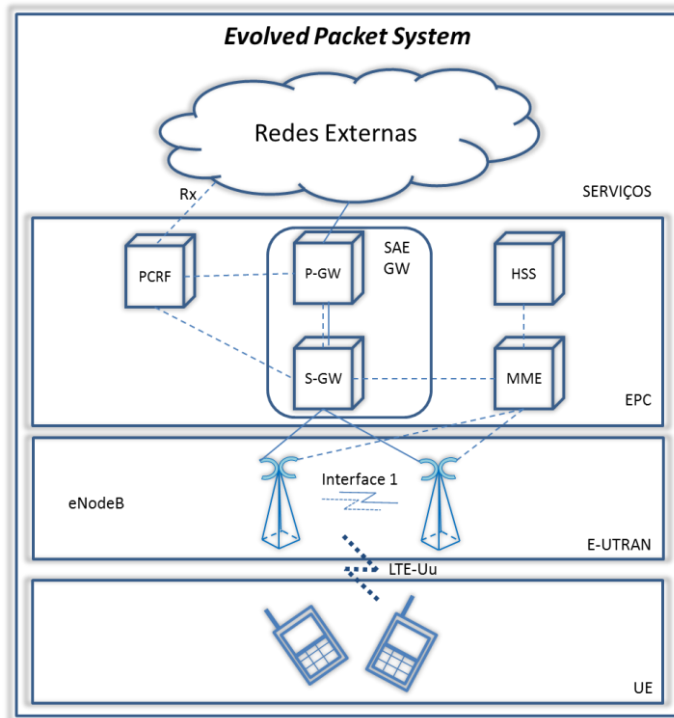 Evolved Packet System
Redes Externas
Rx
SERVIÇOS
SAE
GW
PCRF
P-GW
HSS
S-GW
MME
EPC
Interface 1
eNodeB
E-UTRAN
LTE-Uu
UE